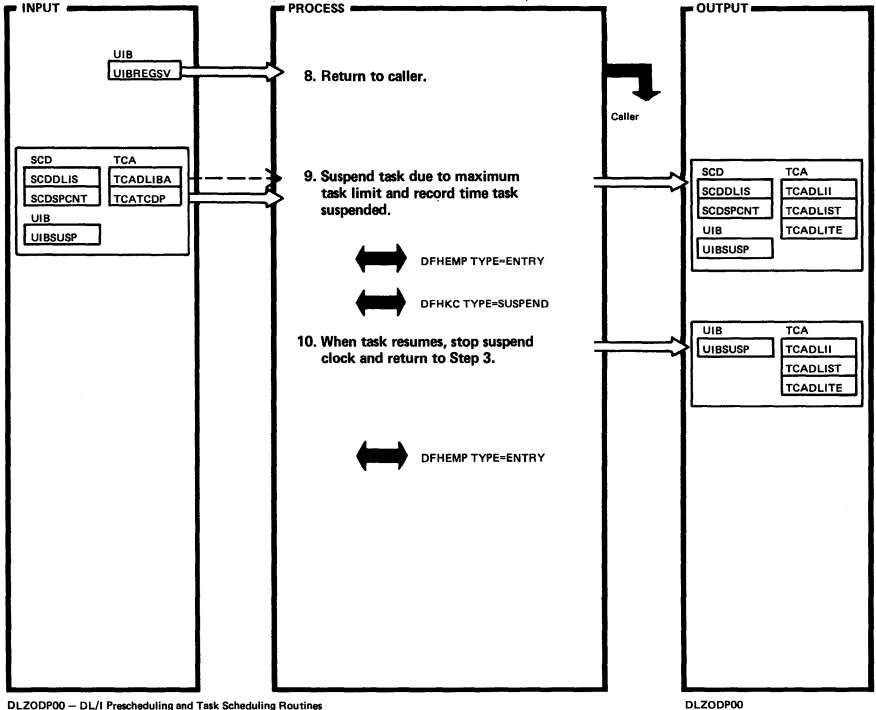 INPUT
PROCESS
OUTPUT
UIB
UIBREGSV
8. Return to caller.
Caller
SCD TCA
SCDDLIS TCADLIBA
SCDSPCNT TCATCDP
UIB
UIBSUSP
9. Suspend task due to maximum
task limit and record time task
suspended.
SCD TCA
SCDDLIS TCADLII
SCDSPCNT TCADLIST
UIB TCADLITE
UIBSUSP
DFHEMP TYPE=ENTRY
DFHKC TYPE=SUSPEND
10. When task resumes, stop suspend
clock and return to Step 3.
UIB TCA
UIBSUSP TCADLII
TCADLIST
TCADLITE
DFHEMP TYPE=ENTRY
DLZODP00 — DL/I Prescheduling and Task Scheduling Routines
DLZODP00